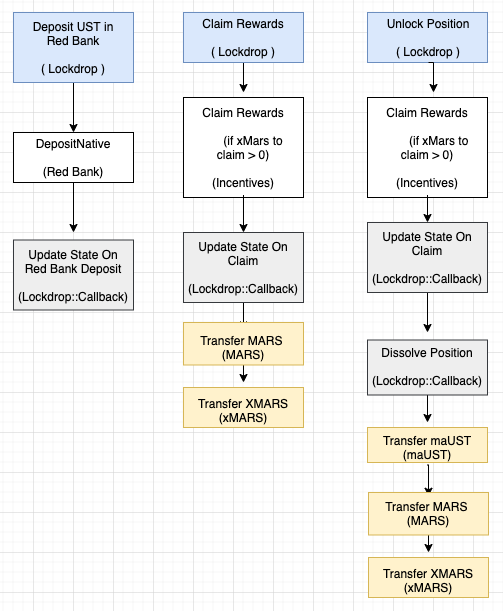 Deposit UST in
Red Bank
( Lockdrop )
DepositNative
(Red Bank)
Update State On
Red Bank Deposit
(Lockdrop::Callback)
Claim Rewards
( Lockdrop )
Claim Rewards
(if xMars to
claim > 0)
(Incentives)
Update State On
Claim
(Lockdrop::Callback)
Transfer MARS
(MARS)
Transfer XMARS
(xMARS)
Unlock Position
( Lockdrop )
Claim Rewards
(if xMars to
claim > 0)
(Incentives)
Update State On
Claim
(Lockdrop::Callback)
Dissolve Position
(Lockdrop::Callback)
Transfer maUST
(maUST)
Transfer MARS
(MARS)
Transfer XMARS
(xMARS)